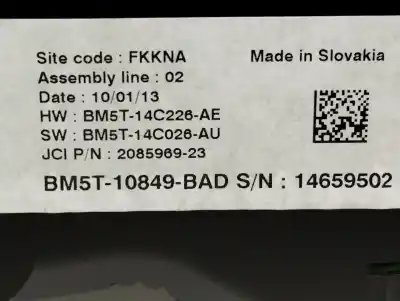 Site code : FKKNA Made in Slovakia
Assembly line : 02
Date : 10/01/13
HW : BM5T-14C226-AE
SW : BM5T-14C026-AU
JCI P/N : 2085969-23
BM5T-10849-BAD S/N : 14659502